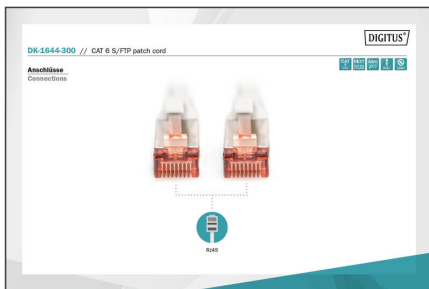 DIGITUS®
DK-1644-300 // CAT 6 S/FTP patch cord
Anschlüsse
Connections
RJ45